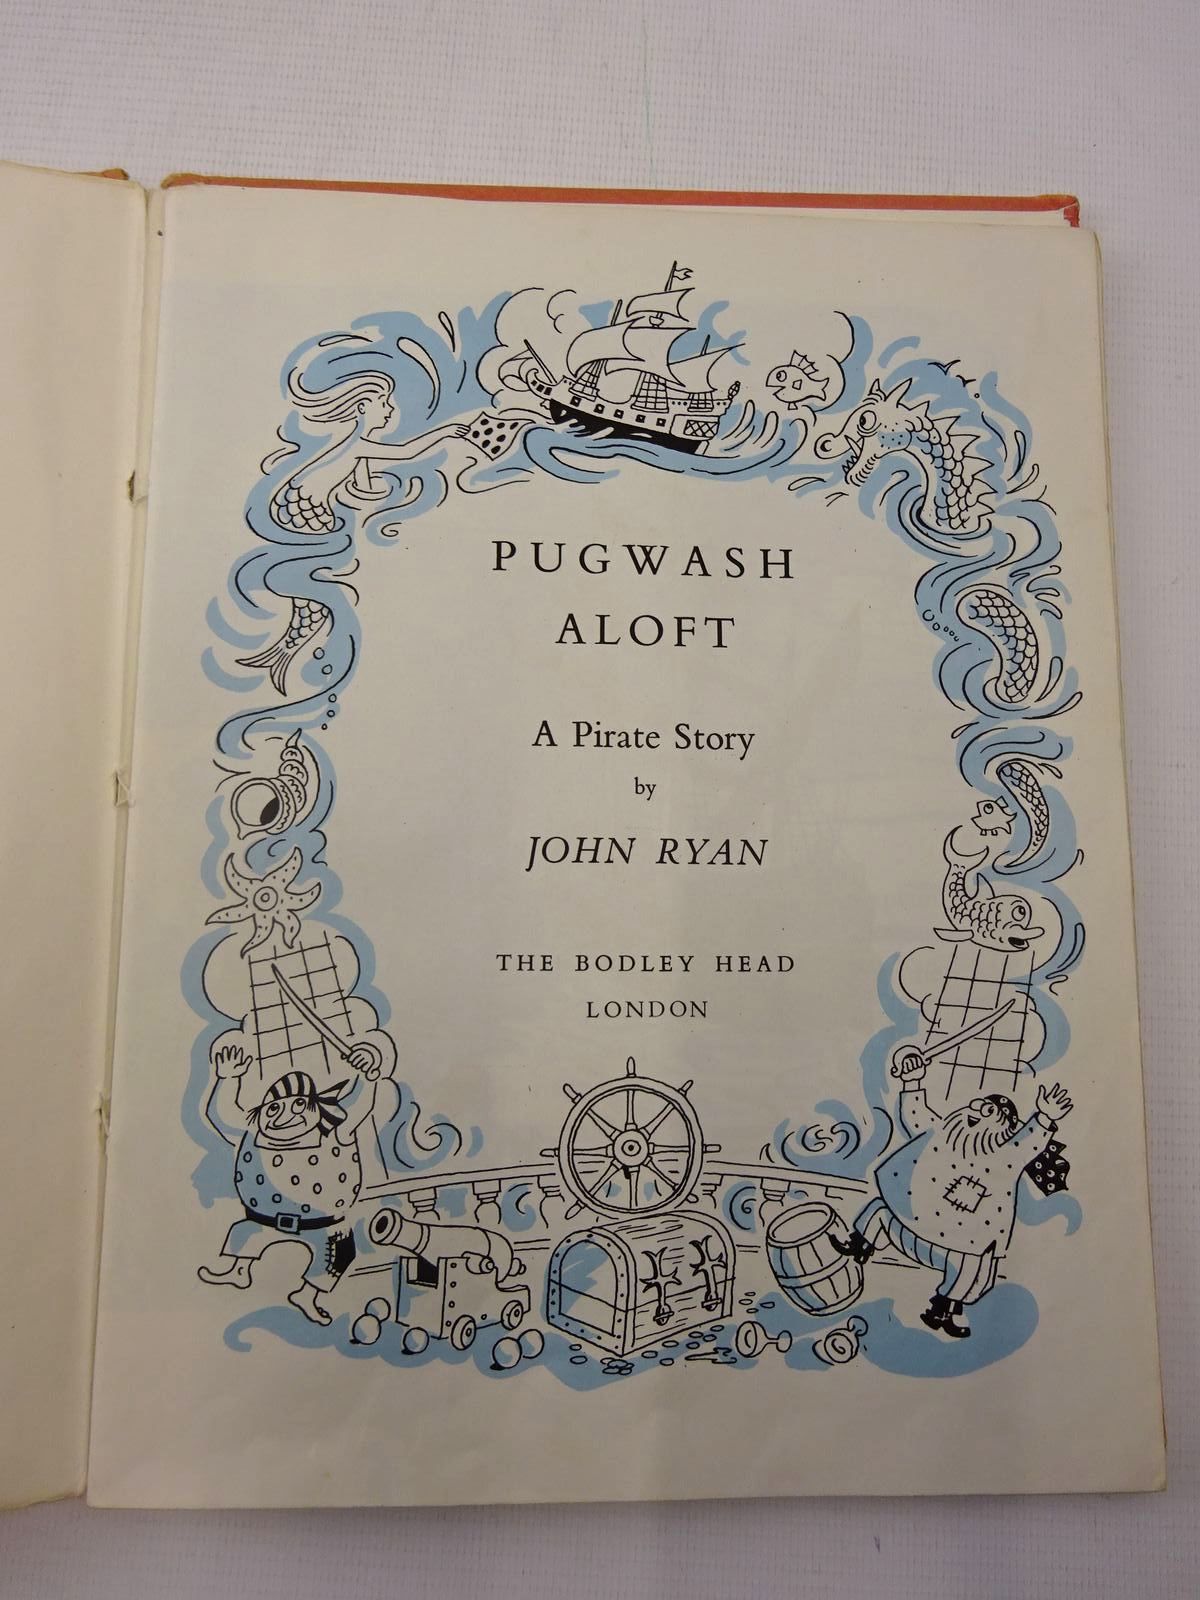 PUGWASH
ALOFT
A Pirate Story
by
JOHN RYAN
THE BODLEY HEAD
LONDON